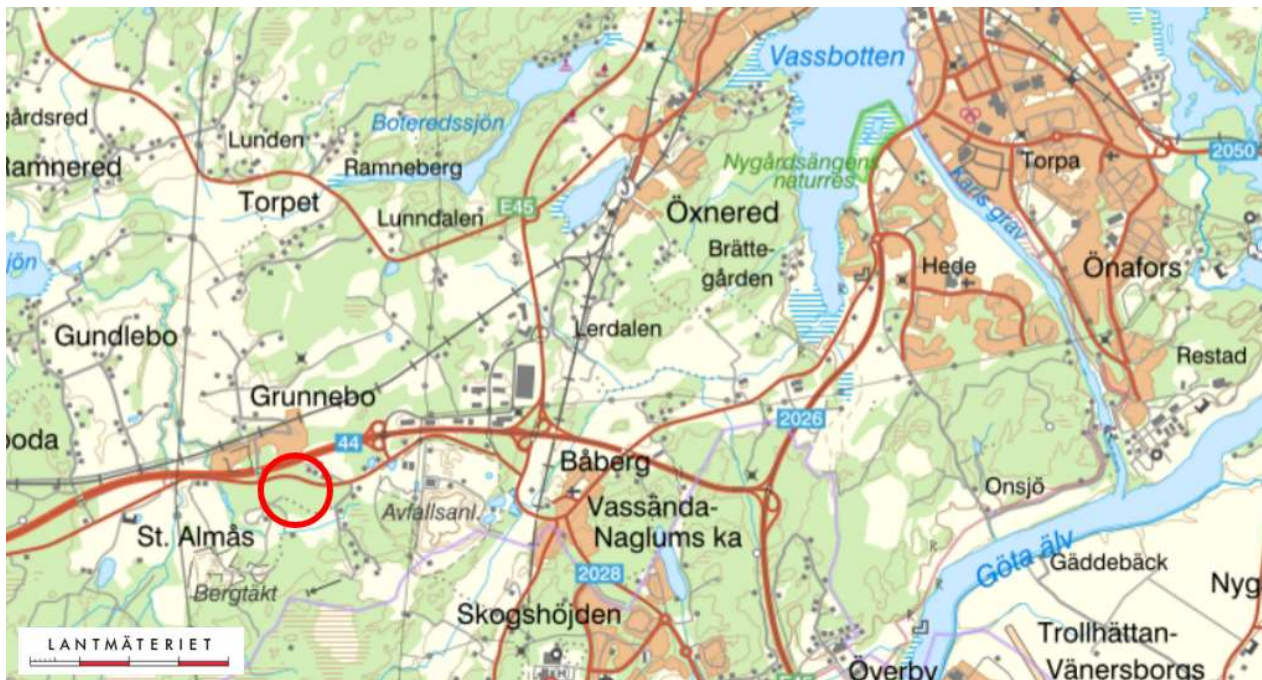 Vassbotten
gårdsred
Lunden
Boteredssjön
Ramnered
Ramneberg
Nygårdsängens
naturres.
Torpa
2050
Torpet
Lunndalen
E45
Öxnered
Karls grav
Brätte-
gården
Hede
Önafors
sjön
Gundlebo
Lerdalen
Restad
Grunnebo
2026
boda
44
Båberg
Onsjö
Avfallsanl.
Vassända-
Naglums ka
St. Almås
Göta älv
Gäddebäck
Bergtäkt
2028
Nyg
Skogshöjden
Trollhättan-
Vänersborgs
Överby
LANTMÄTERIET